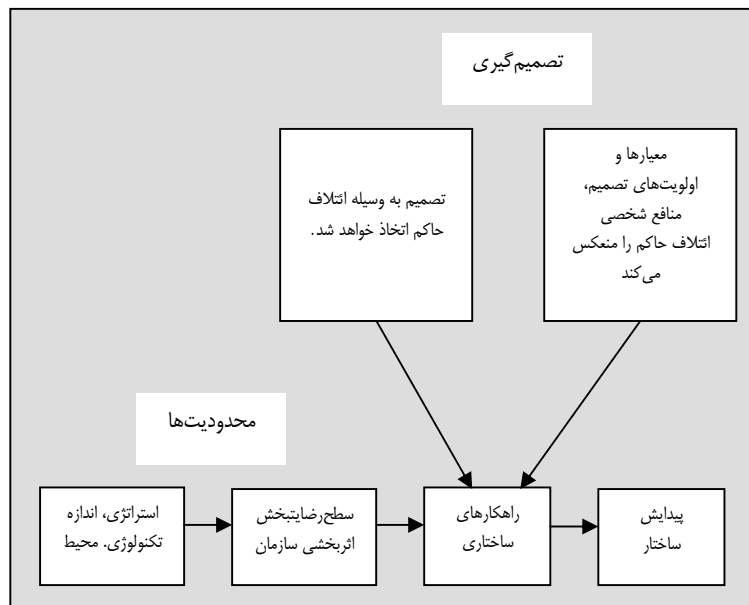 تصمیم‌گیری
تصمیم به وسیله ائتلاف
حاکم اتخاذ خواهد شد.
معیارها و
اولویت‌های تصمیم،
منافع شخصی
ائتلاف حاکم را منعکس
می‌کند
محدودیت‌ها
استراتژی، اندازه
تکنولوژی. محیط
سطح‌رضایتبخش
اثربخشی سازمان
راهکارهای
ساختاری
پیدایش
ساختار